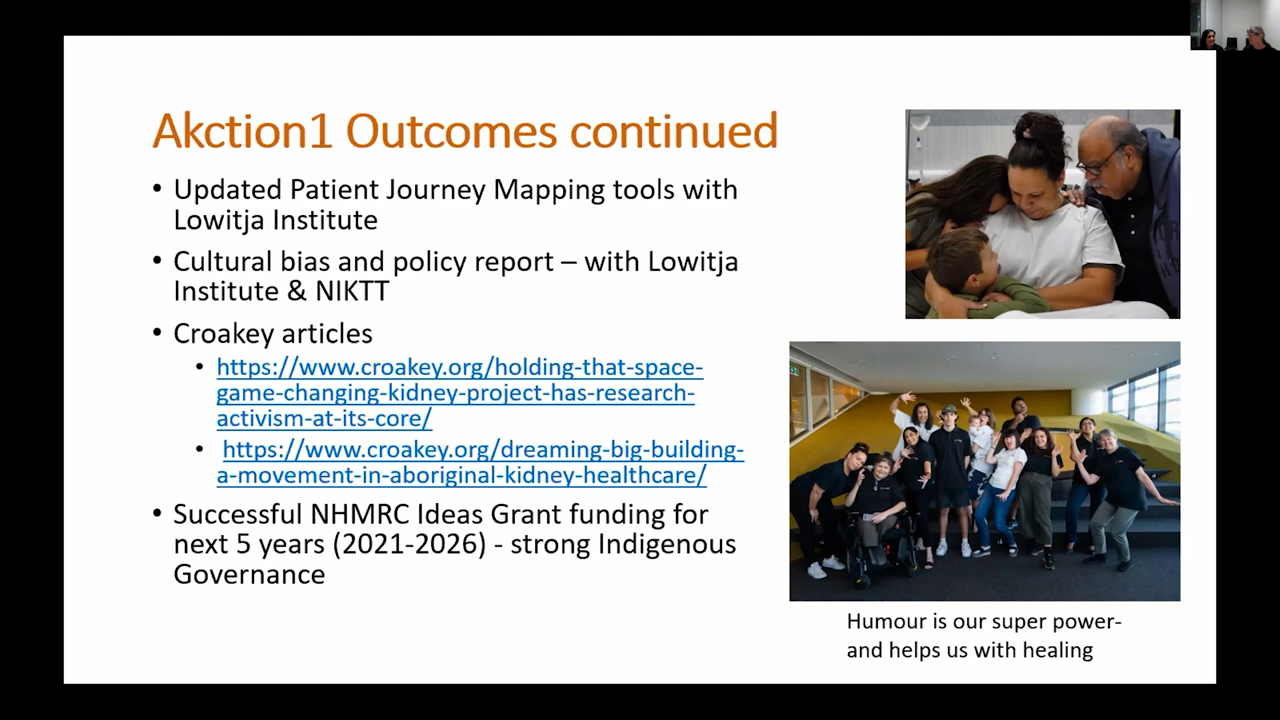 Akction1 Outcomes continued
• Updated Patient Journey Mapping tools with
Lowitja Institute
• Cultural bias and policy report – with Lowitja
Institute & NIKTT
• Croakey articles
• https://www.croakey.org/holding-that-space-
game-changing-kidney-project-has-research-
activism-at-its-core/
• https://www.croakey.org/dreaming-big-building-
a-movement-in-aboriginal-kidney-healthcare/
• Successful NHMRC Ideas Grant funding for
next 5 years (2021-2026) - strong Indigenous
Governance
Humour is our super power-
and helps us with healing